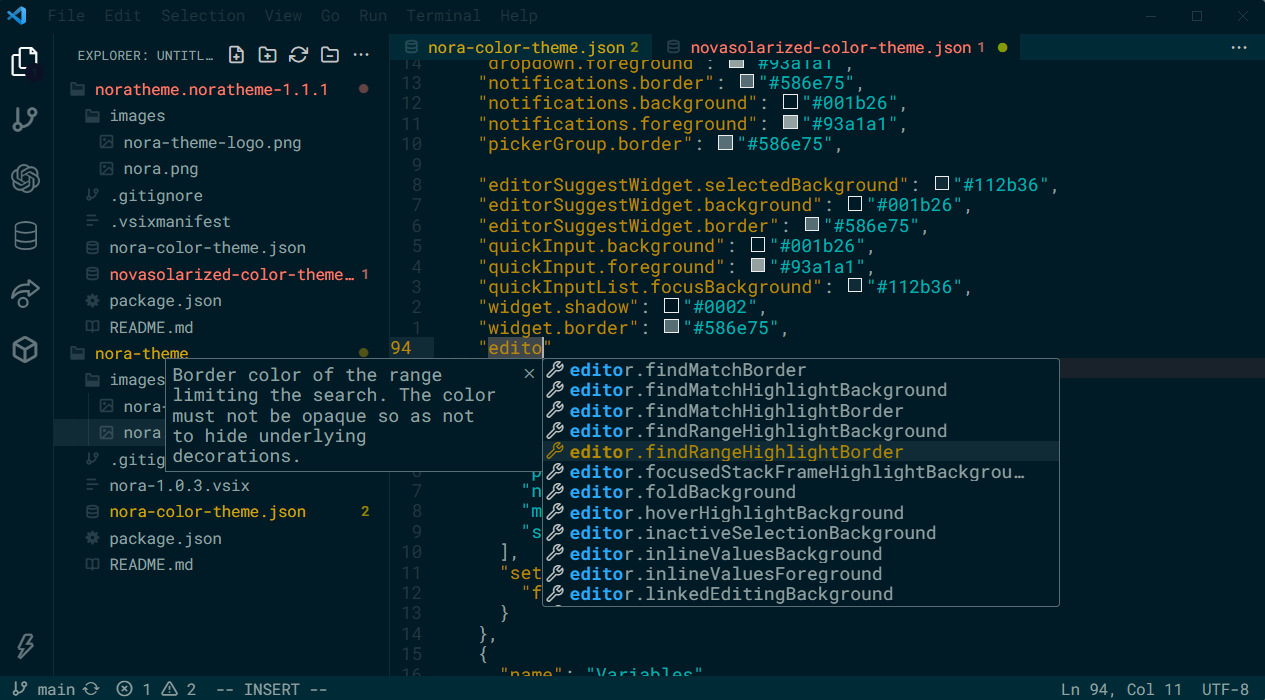 File Edit Selection View Go Run Terminal Help
EXPLORER: UNTITL… ···
noratheme.noratheme-1.1.1
images
nora-theme-logo.png
nora.png
.gitignore
.vsixmanifest
nora-color-theme.json
novasolarized-color-theme… 1
package.json
README.md
nora-theme
images
nora-
nora
.gitig
nora-1.0.3.vsix
nora-color-theme.json 2
package.json
README.md
nora-color-theme.json 2 novasolarized-color-theme.json 1 ···
14 "dropdown.foreground": "#93a1a1",
13 "notifications.border": "#586e75",
12 "notifications.background": "#001b26",
11 "notifications.foreground": "#93a1a1",
10 "pickerGroup.border": "#586e75",
9
8 "editorSuggestWidget.selectedBackground": "#112b36",
7 "editorSuggestWidget.background": "#001b26",
6 "editorSuggestWidget.border": "#586e75",
5 "quickInput.background": "#001b26",
4 "quickInput.foreground": "#93a1a1",
3 "quickInputList.focusBackground": "#112b36",
2 "widget.shadow": "#0002",
1 "widget.border": "#586e75",
94 "edito"
Border color of the range
limiting the search. The color
must not be opaque so as not
to hide underlying
decorations.
editor.findMatchBorder
editor.findMatchHighlightBackground
editor.findMatchHighlightBorder
editor.findRangeHighlightBackground
editor.findRangeHighlightBorder
editor.focusedStackFrameHighlightBackgrou…
editor.foldBackground
editor.hoverHighlightBackground
editor.inactiveSelectionBackground
editor.inlineValuesBackground
editor.inlineValuesForeground
editor.linkedEditingBackground
7 "n
8 "m
9 "s
10 ],
11 "set
12 "f
13 }
14 },
15 {
16 "name": "Variables"
main 1 2 -- INSERT -- Ln 94, Col 11 UTF-8